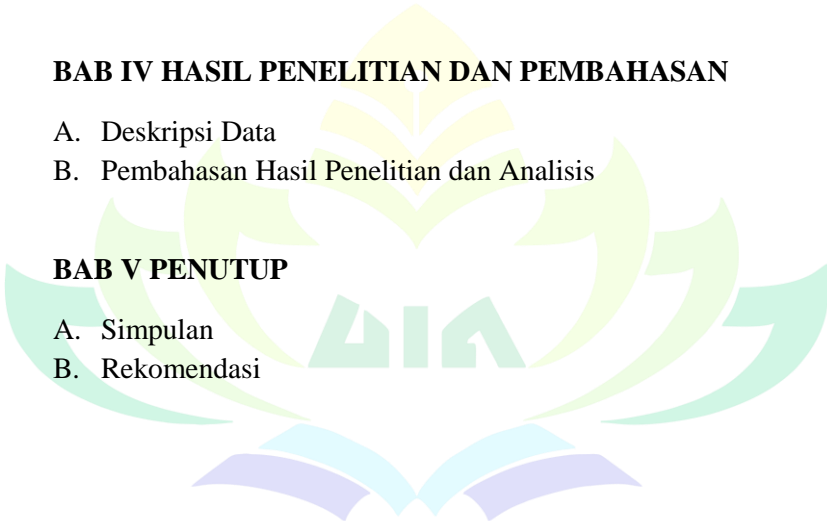 BAB IV HASIL PENELITIAN DAN PEMBAHASAN
A. Deskripsi Data
B. Pembahasan Hasil Penelitian dan Analisis
BAB V PENUTUP
A. Simpulan
B. Rekomendasi